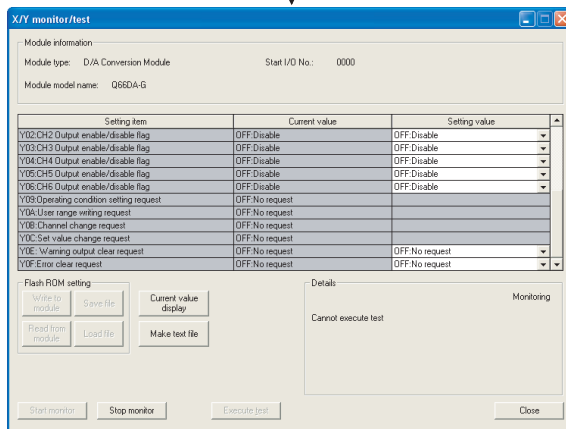 X/Y monitor/test
Module information
Module type: D/A Conversion Module Start I/O No.: 0000
Module model name: Q66DA-G
Setting item Current value Setting value
Y02:CH2 Output enable/disable flag OFF:Disable OFF:Disable
Y03:CH3 Output enable/disable flag OFF:Disable OFF:Disable
Y04:CH4 Output enable/disable flag OFF:Disable OFF:Disable
Y05:CH5 Output enable/disable flag OFF:Disable OFF:Disable
Y06:CH6 Output enable/disable flag OFF:Disable OFF:Disable
Y09:Operating condition setting request OFF:No request
Y0A:User range writing request OFF:No request
Y0B:Channel change request OFF:No request
Y0C:Set value change request OFF:No request
Y0E: Warning output clear request OFF:No request OFF:No request
Y0F:Error clear request OFF:No request OFF:No request
Flash ROM setting
Write to
module
Save file
Current value
display
Read from
module
Load file
Make text file
Details
Monitoring
Cannot execute test
Start monitor Stop monitor Execute test Close